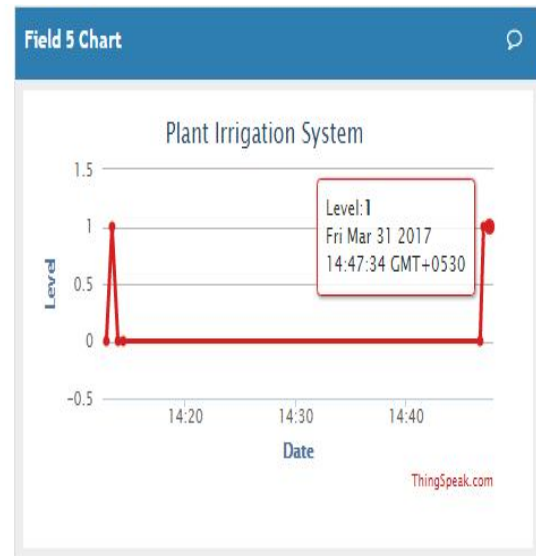 Field 5 Chart
Plant Irrigation System
1.5
1
0.5
0
-0.5
Level
Level:1
Fri Mar 31 2017
14:47:34 GMT+0530
14:20 14:30 14:40
Date
ThingSpeak.com